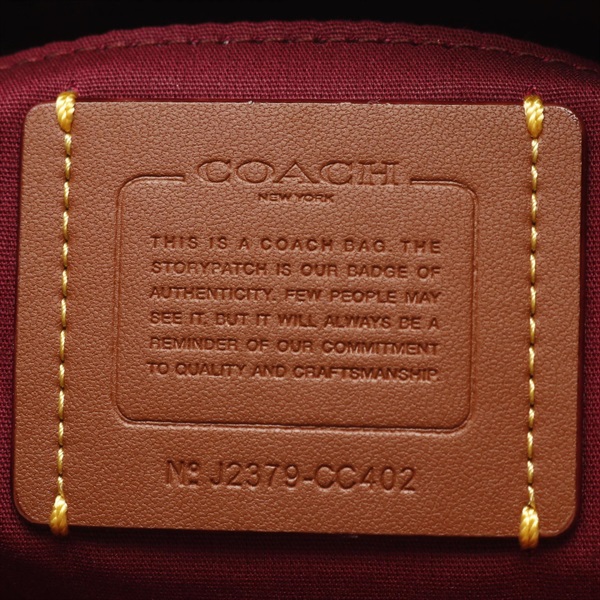 COACH
NEW YORK
THIS IS A COACH BAG. THE
STORYPATCH IS OUR BADGE OF
AUTHENTICITY. FEW PEOPLE MAY
SEE IT, BUT IT WILL ALWAYS BE A
REMINDER OF OUR COMMITMENT
TO QUALITY AND CRAFTSMANSHIP.
Nº J2379-CC402